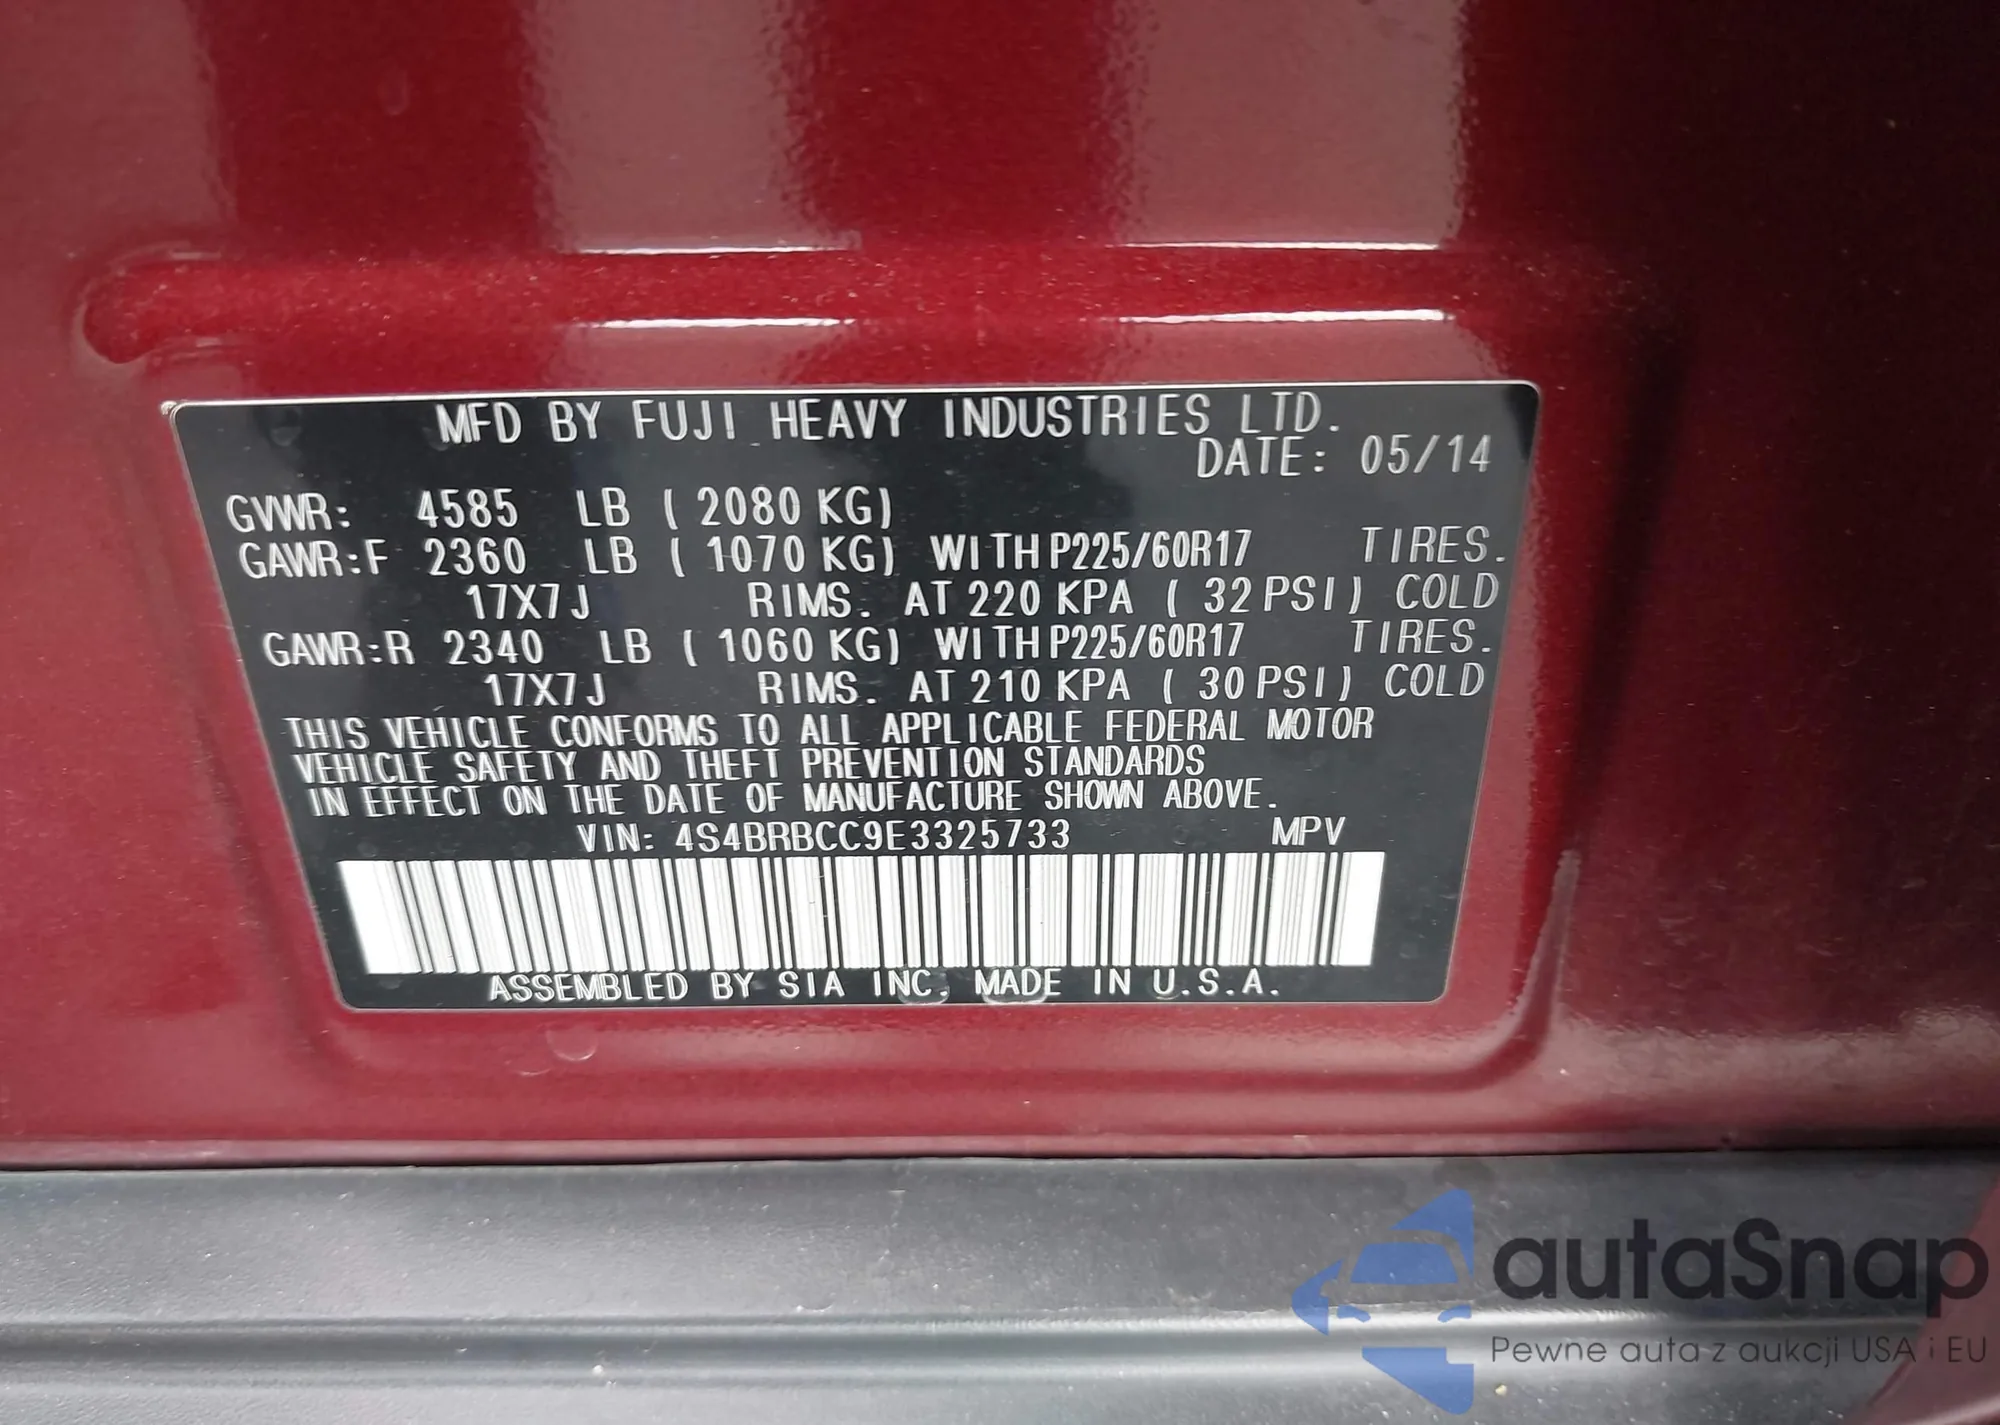 MFD BY FUJI HEAVY INDUSTRIES LTD.
DATE: 05/14
GVWR: 4585 LB ( 2080 KG)
GAWR:F 2360 LB ( 1070 KG) WITH P225/60R17 TIRES.
17X7J RIMS. AT 220 KPA ( 32 PSI) COLD
GAWR:R 2340 LB ( 1060 KG) WITH P225/60R17 TIRES.
17X7J RIMS. AT 210 KPA ( 30 PSI) COLD
THIS VEHICLE CONFORMS TO ALL APPLICABLE FEDERAL MOTOR
VEHICLE SAFETY AND THEFT PREVENTION STANDARDS
IN EFFECT ON THE DATE OF MANUFACTURE SHOWN ABOVE.
VIN: 4S4BRBCC9E3325733 MPV
ASSEMBLED BY SIA INC. MADE IN U.S.A.
autaSnap
Pewne auta z aukcji USA i EU